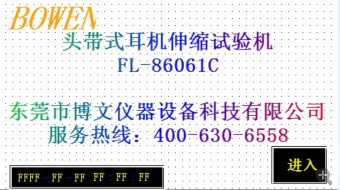 BOWEN
头带式耳机伸缩试验机
FL-86061C
东莞市博文仪器设备科技有限公司
服务热线：400-630-6558
FFFF-FF-FF FF:FF:FF
进入